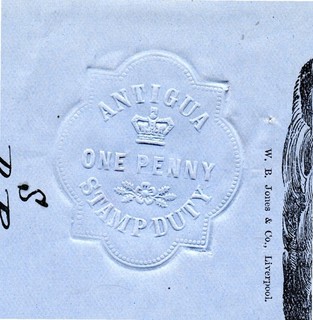 ANTIGUA
ONE PENNY
STAMP DUTY
W. B. Jones & Co., Liverpool.